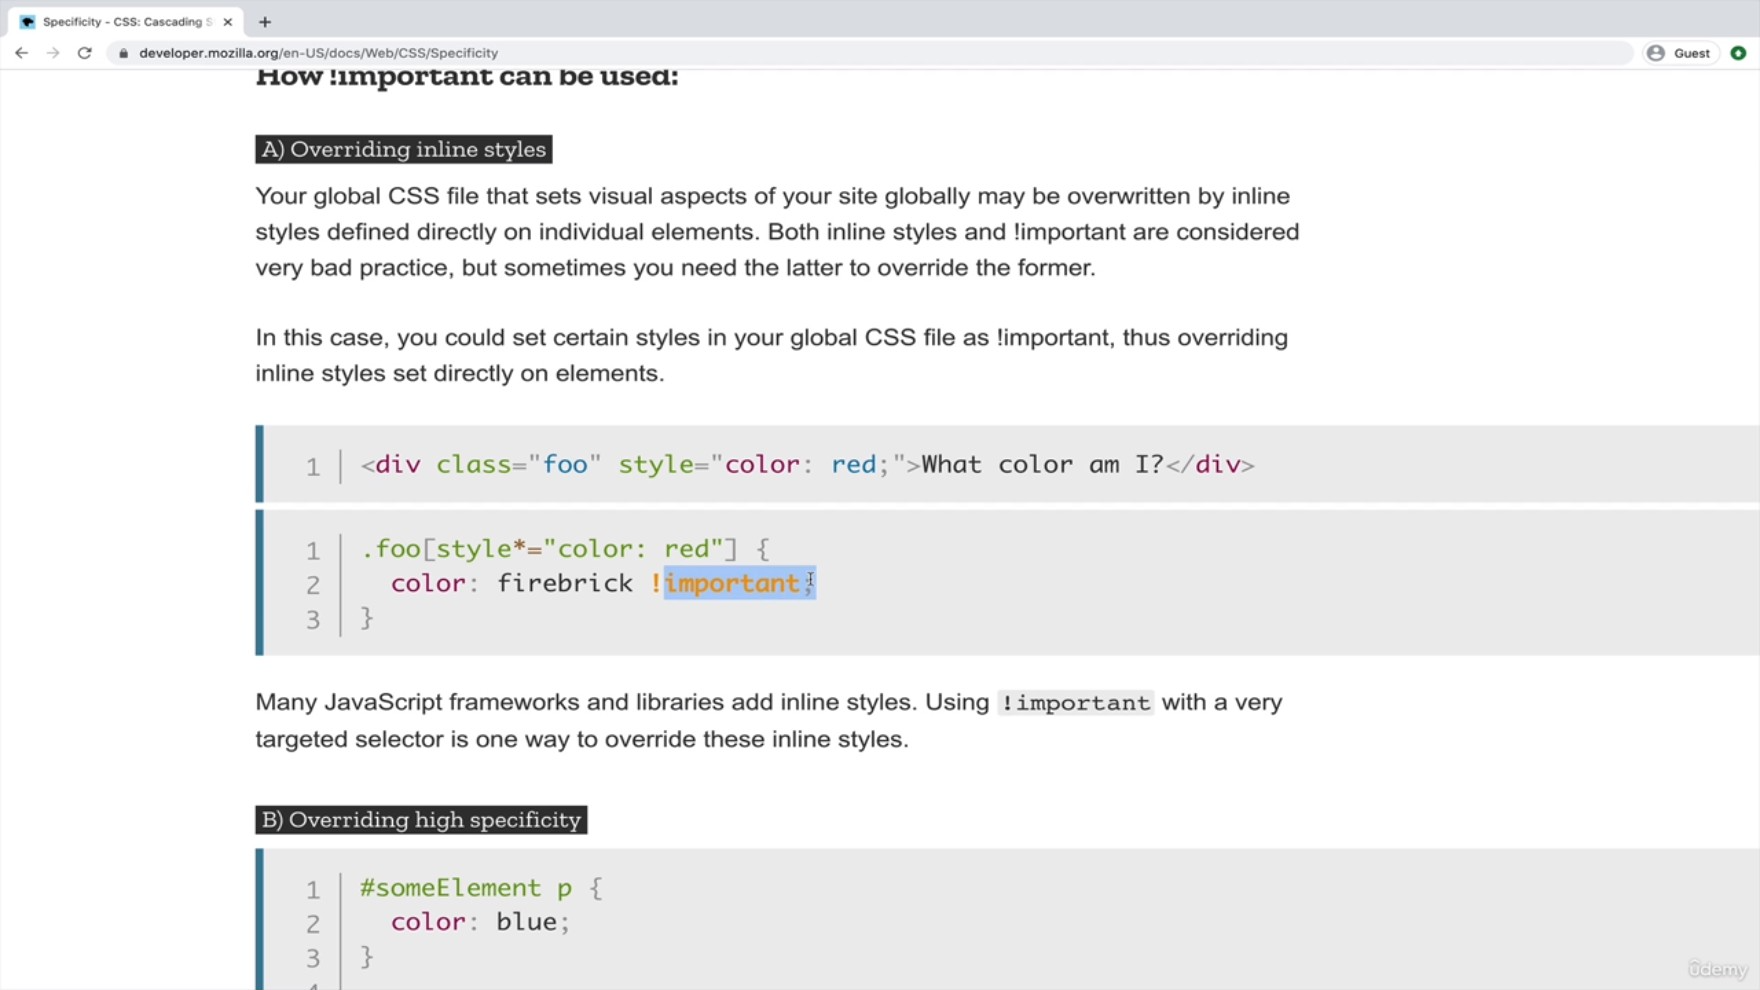 Specificity - CSS: Cascading S
developer.mozilla.org/en-US/docs/Web/CSS/Specificity
Guest
How !important can be used:
A) Overriding inline styles
Your global CSS file that sets visual aspects of your site globally may be overwritten by inline
styles defined directly on individual elements. Both inline styles and !important are considered
very bad practice, but sometimes you need the latter to override the former.
In this case, you could set certain styles in your global CSS file as !important, thus overriding
inline styles set directly on elements.
1 <div class="foo" style="color: red;">What color am I?</div>
1 .foo[style*="color: red"] {
2 color: firebrick !important;
3 }
Many JavaScript frameworks and libraries add inline styles. Using !important with a very
targeted selector is one way to override these inline styles.
B) Overriding high specificity
1 #someElement p {
2 color: blue;
3 }
ûdemy